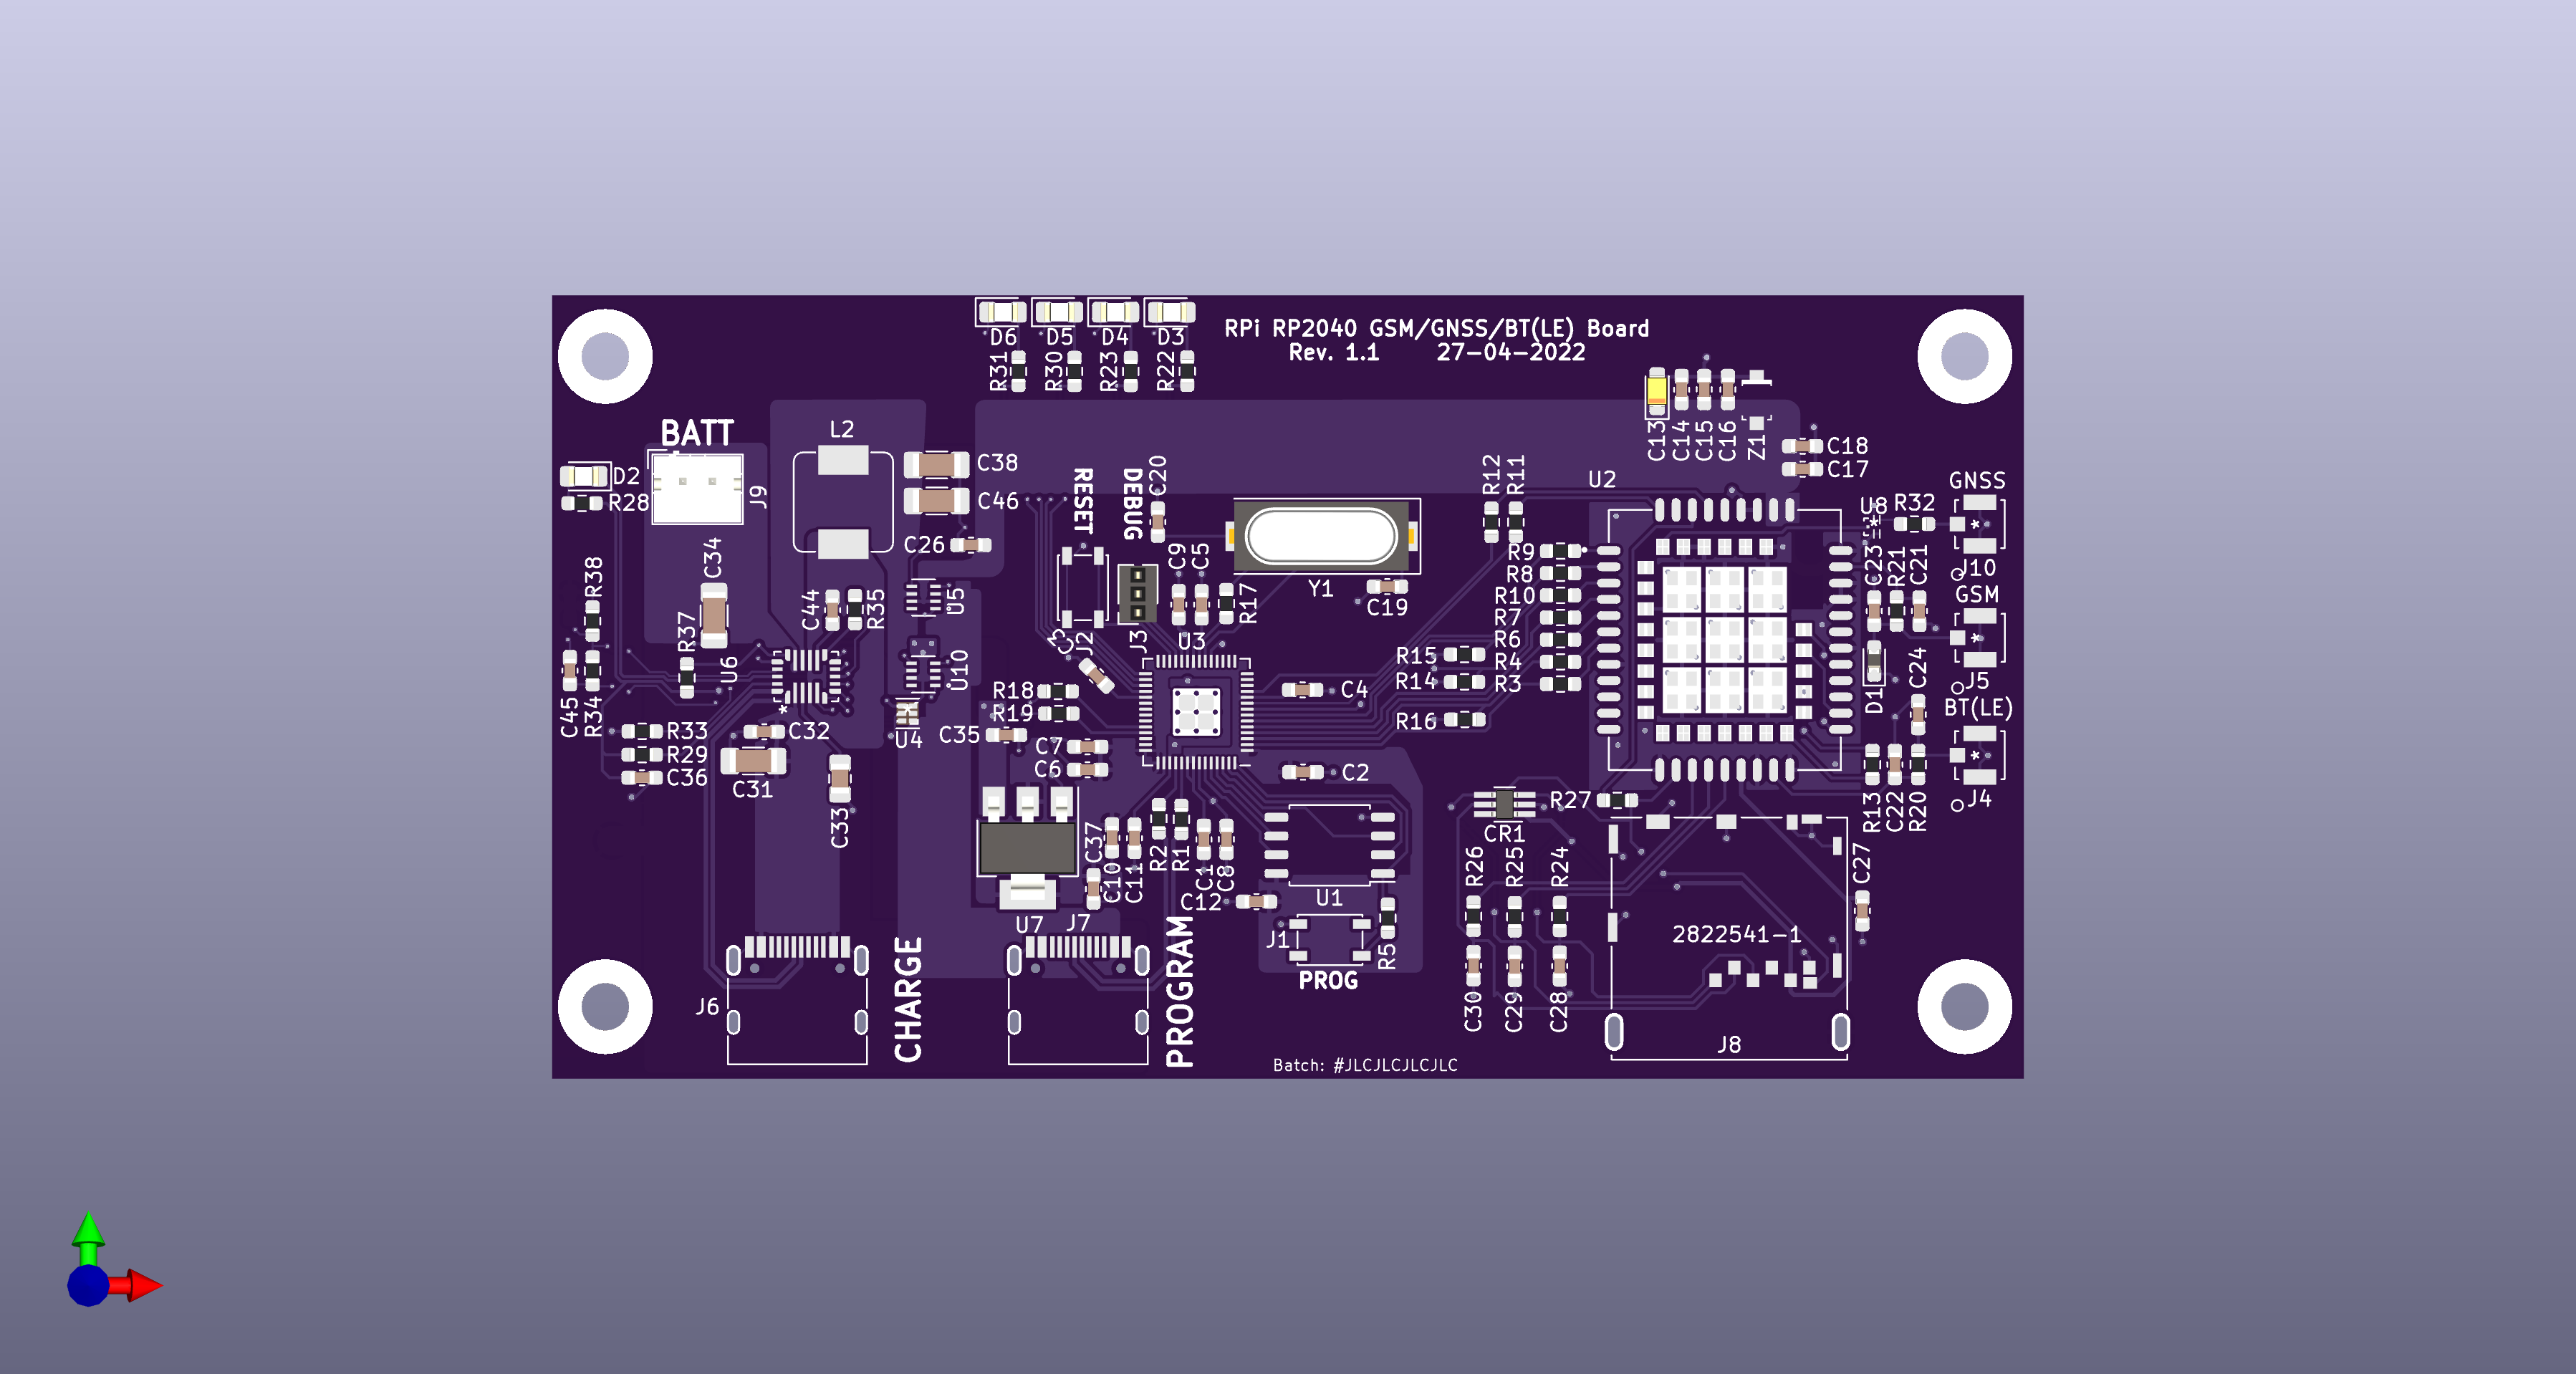 D6 D5 D4 D3
RPi RP2040 GSM/GNSS/BT(LE) Board
Rev. 1.1 27-04-2022
R31 R30 R23 R22
BATT
L2
C38
C46
C26
D2
R28
J9
C34
R38
R37
C44
R35
U5
U6
U10
U4
C45
R34
R33
R29
C36
C32
C31
C33
RESET
DEBUG
C20
C9
C5
R17
J2
J3
C3
U3
Y1
C19
R18
R19
C35
C7
C6
C4
C2
R12
R11
R9
R8
R10
R7
R6
R4
R3
R15
R14
R16
U2
C13
C14
C15
C16
Z1
C18
C17
GNSS
U8
R32
C23
R21
C21
J10
GSM
D1
C24
J5
BT(LE)
R13
C22
R20
J4
R27
CR1
R26
R25
R24
C30
C29
C28
C27
2822541-1
J8
C37
C10
C11
R2
R1
C1
C8
C12
U1
U7
J7
J1
R5
PROG
J6
CHARGE
PROGRAM
Batch: #JLCJLCJLCJLC